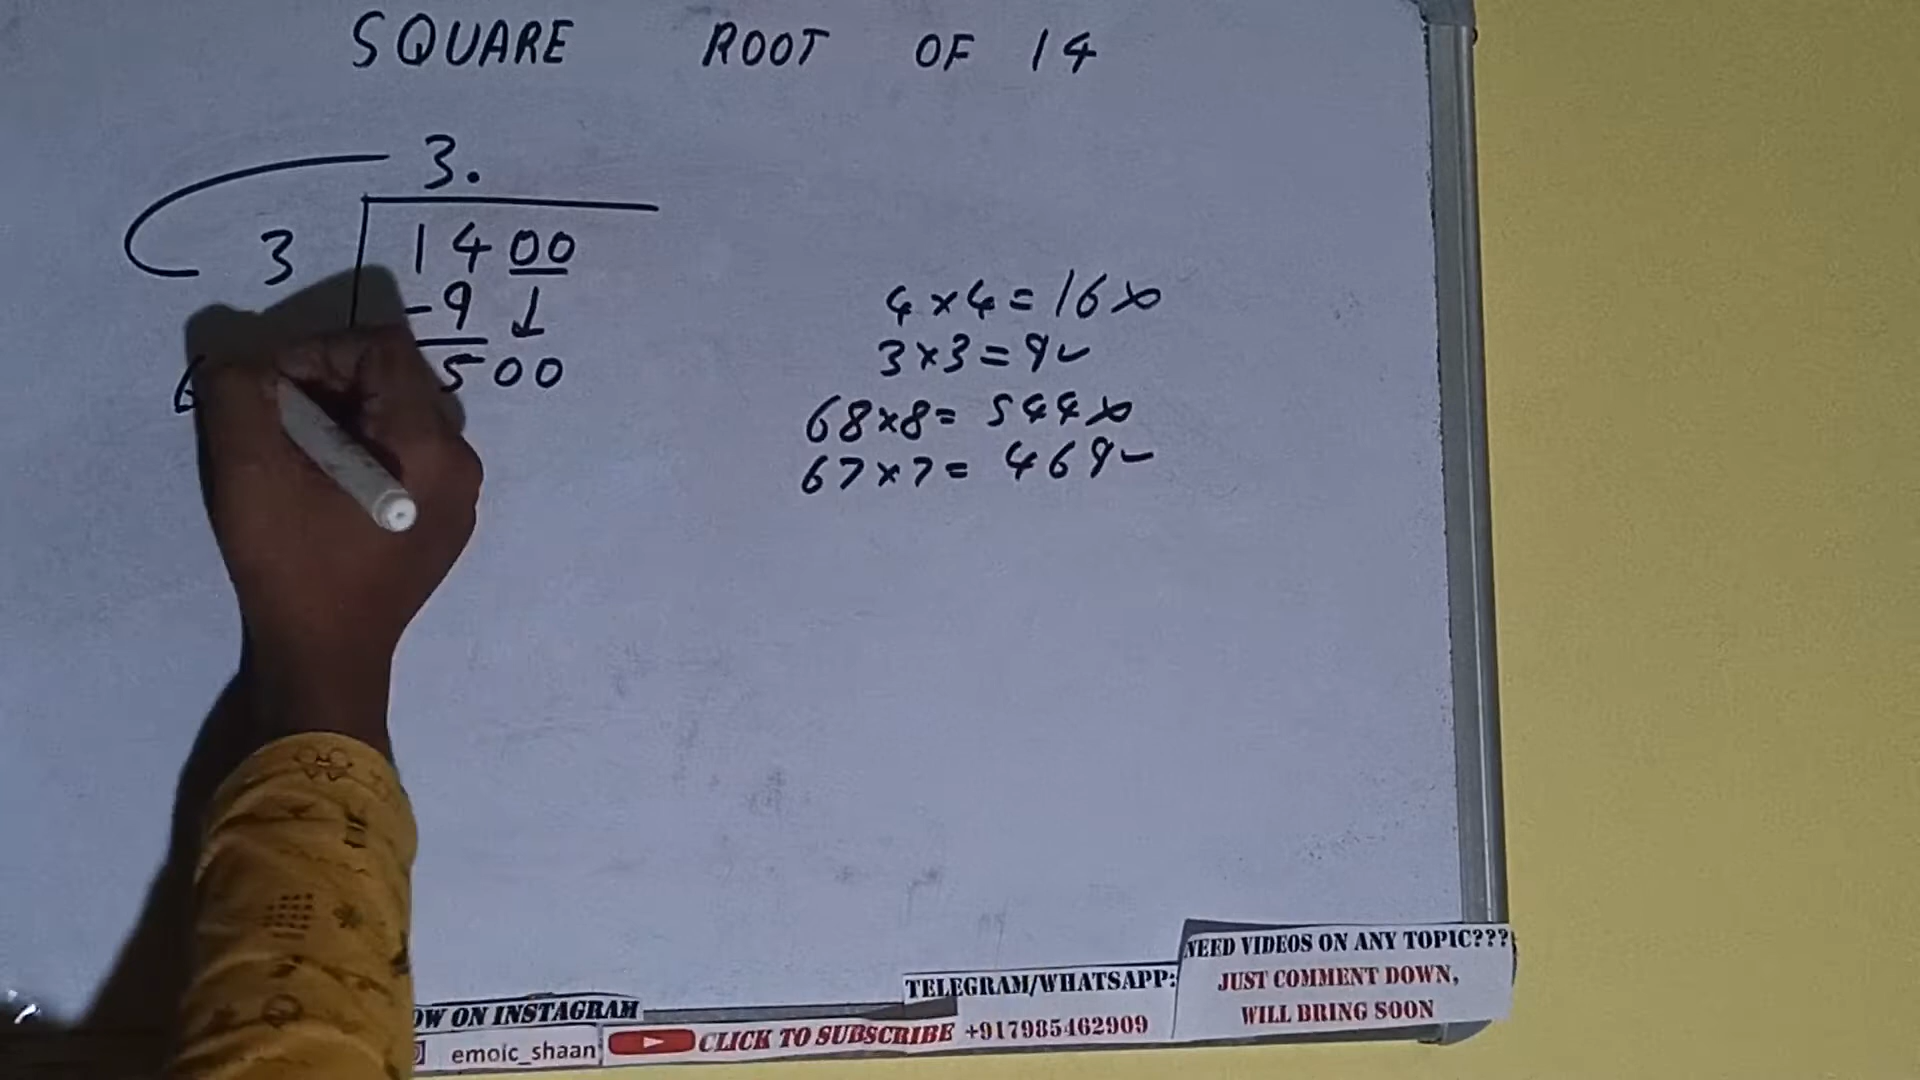 SQUARE ROOT OF 14
3.
3 1400
-9 ↓
500
6
4×4=16×
3×3=9✓
68×8=544×
67×7=469✓
NEED VIDEOS ON ANY TOPIC???
JUST COMMENT DOWN,
WILL BRING SOON
TELEGRAM/WHATSAPP:
+917985462909
OW ON INSTAGRAM
emoic_shaan
CLICK TO SUBSCRIBE